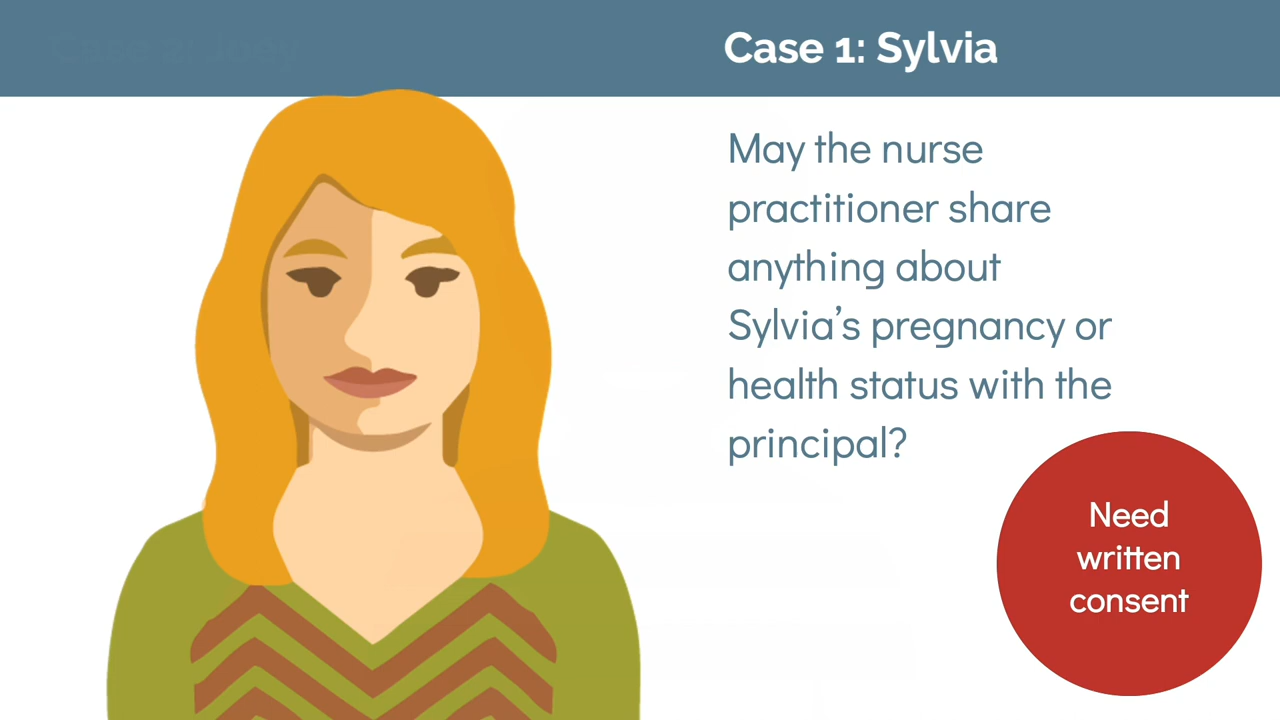 Case 1: Sylvia
May the nurse
practitioner share
anything about
Sylvia’s pregnancy or
health status with the
principal?
Need
written
consent